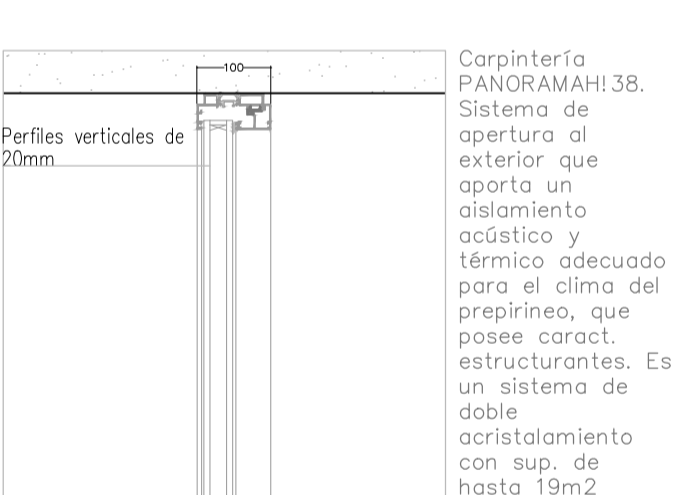 100
Perfiles verticales de
20mm
Carpintería
PANORAMAH!38.
Sistema de
apertura al
exterior que
aporta un
aislamiento
acústico y
térmico adecuado
para el clima del
prepirineo, que
posee caract.
estructurantes. Es
un sistema de
doble
acristalamiento
con sup. de
hasta 19m2